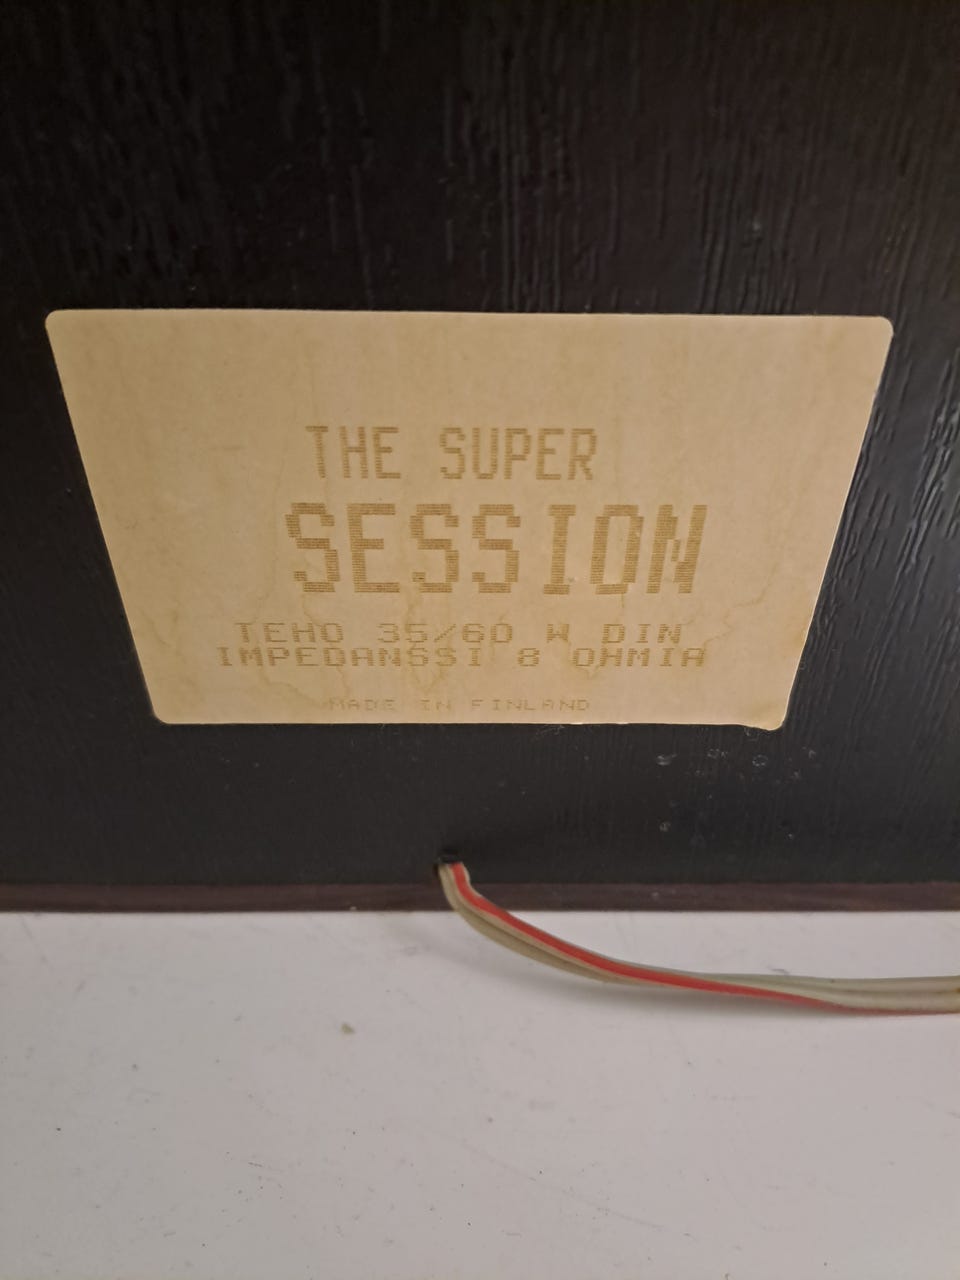 THE SUPER
SESSION
TEHO 35/60 W DIN
IMPEDANSSI 8 OHMIA
MADE IN FINLAND